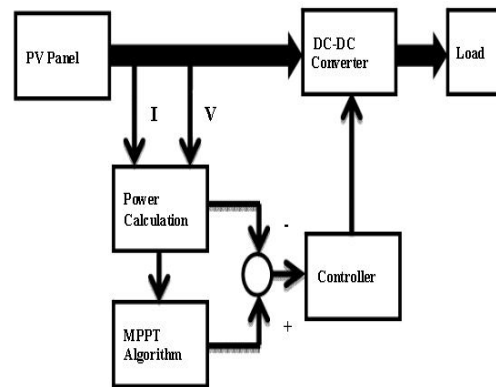 PV Panel
DC-DC
Converter
Load
I
V
Power
Calculation
-
Controller
+
MPPT
Algorithm